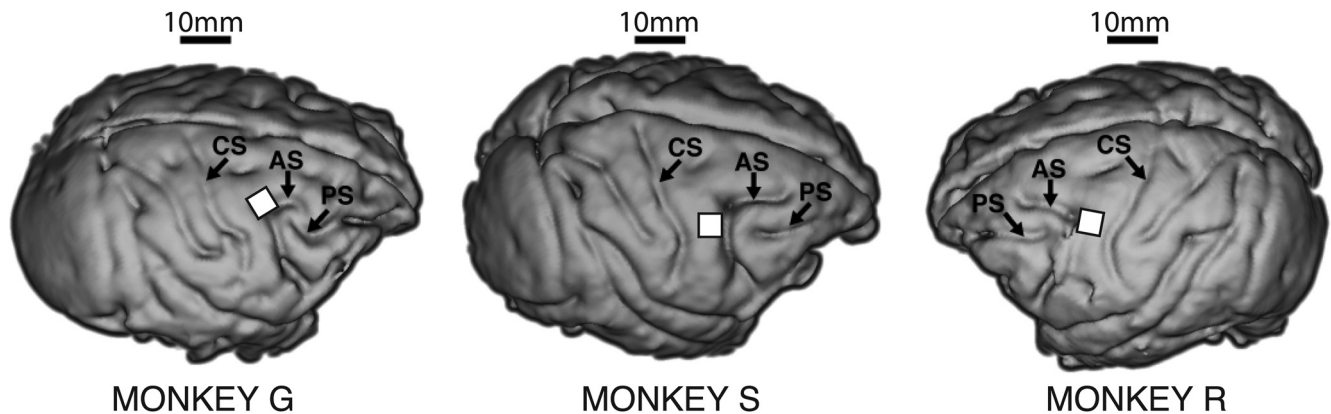 10mm
CS
AS
PS
MONKEY G
10mm
CS
AS
PS
MONKEY S
10mm
CS
AS
PS
MONKEY R